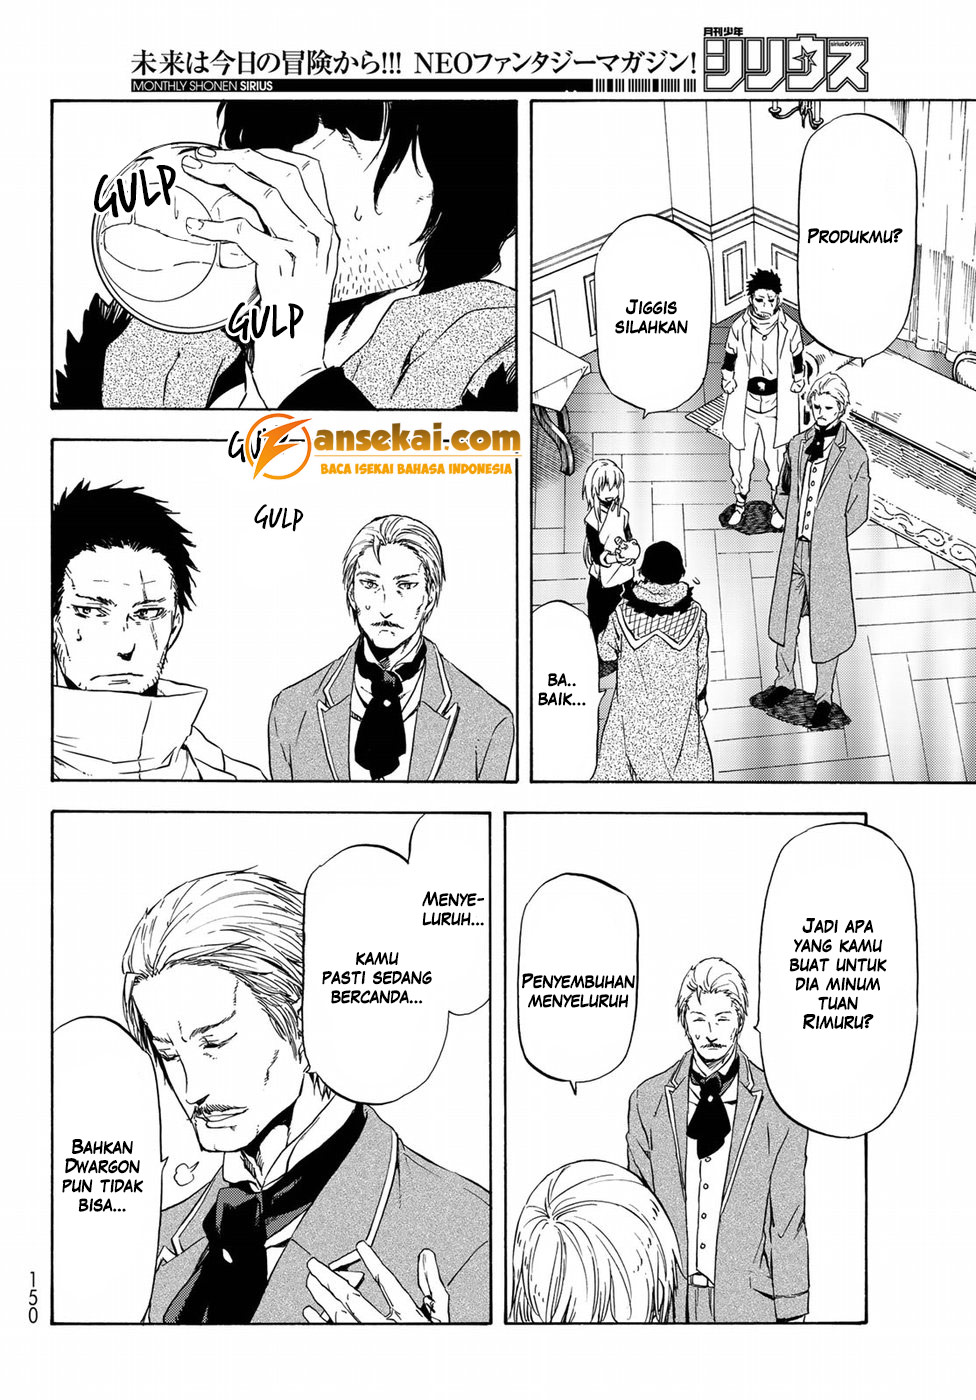 未来は今日の冒険から!!! NEOファンタジーマガジン!
MONTHLY SHONEN SIRIUS
月刊少年
シリウス
Produkmu?
Jiggis
silahkan
Ba..
baik...
Gulp
Gulp
Gulp
ansekai.com
BACA ISEKAI BAHASA INDONESIA
Gulp
Jadi apa
yang kamu
buat untuk
dia minum
Tuan
Rimuru?
Penyembuhan
menyeluruh
Menye-
luruh...
kamu
pasti sedang
bercanda...
Bahkan
Dwargon
pun tidak
bisa...
150